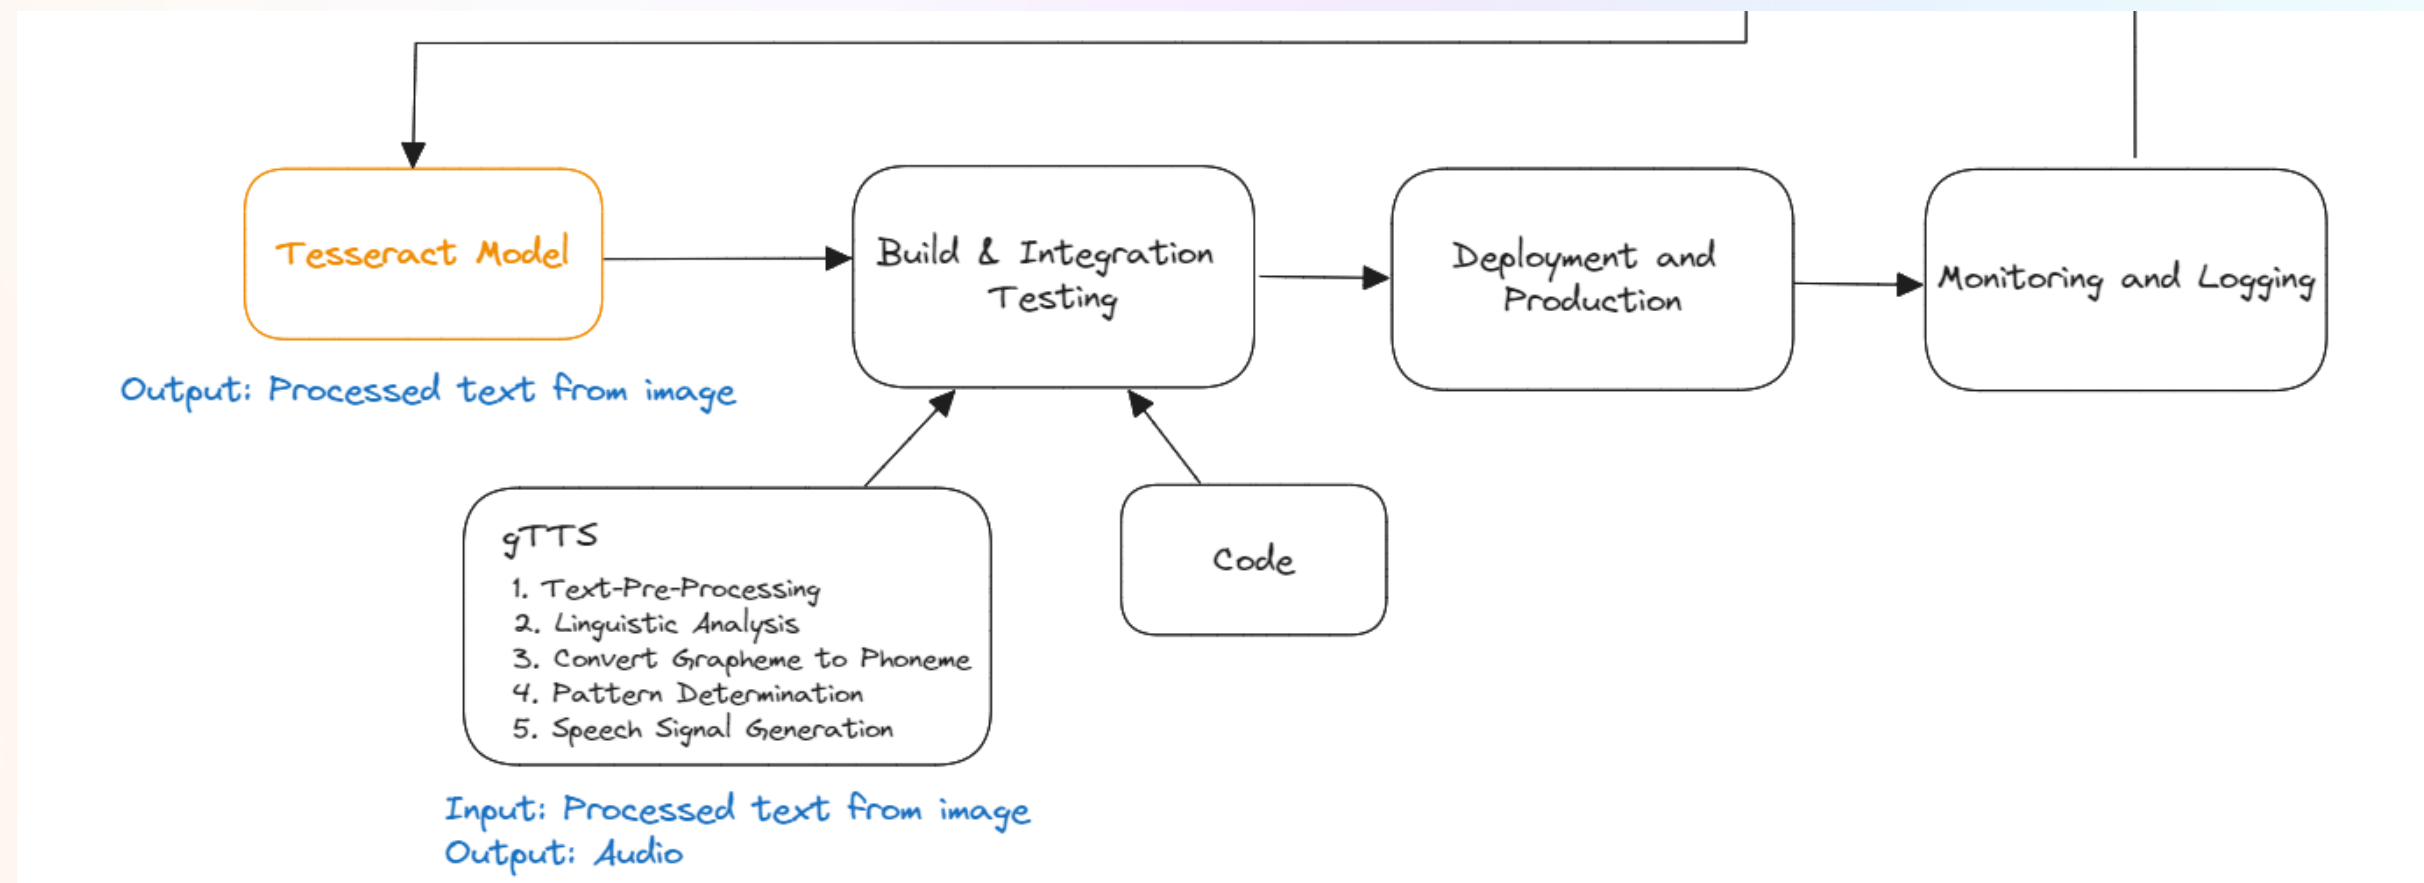 Tesseract Model
Output: Processed text from image
Build & Integration
Testing
Deployment and
Production
Monitoring and Logging
gTTS
1. Text-Pre-Processing
2. Linguistic Analysis
3. Convert Grapheme to Phoneme
4. Pattern Determination
5. Speech Signal Generation
Input: Processed text from image
Output: Audio
Code